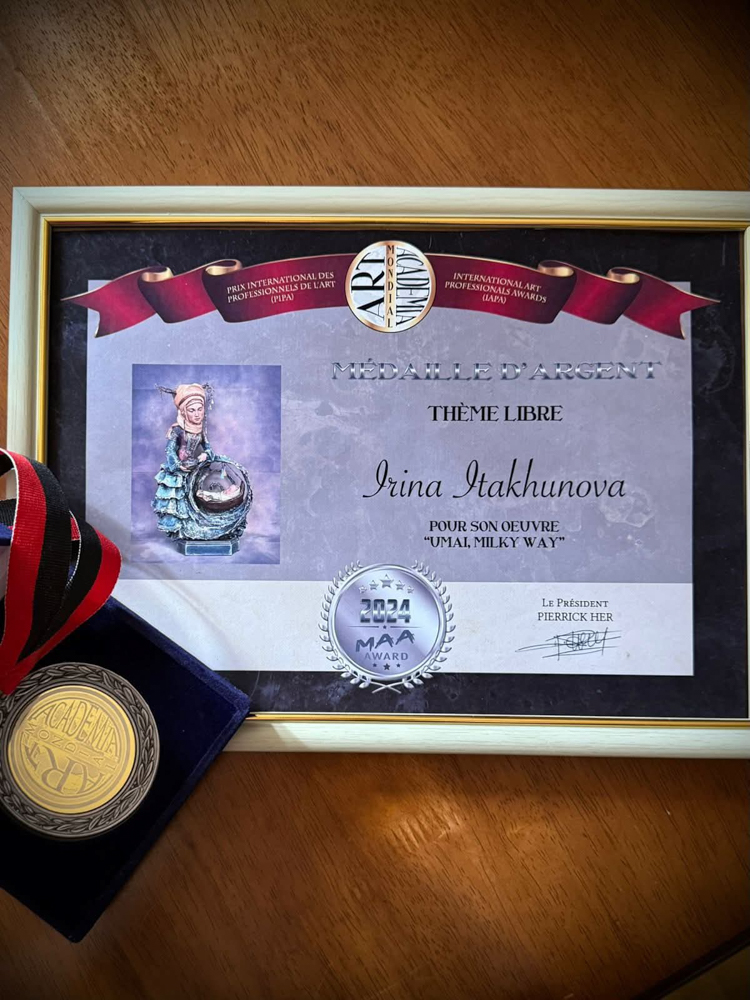 PRIX INTERNATIONAL DES
PROFESSIONNELS DE L'ART
(PIPA)
ART
MONDIAL
ACADEMIA
INTERNATIONAL ART
PROFESSIONALS AWARDS
(IAPA)
MÉDAILLE D'ARGENT
THÈME LIBRE
Irina Itakhunova
POUR SON OEUVRE
"UMAI, MILKY WAY"
2024
MAA
AWARD
LE PRÉSIDENT
PIERRICK HER
ACADEMIA
MONDIAL
ART